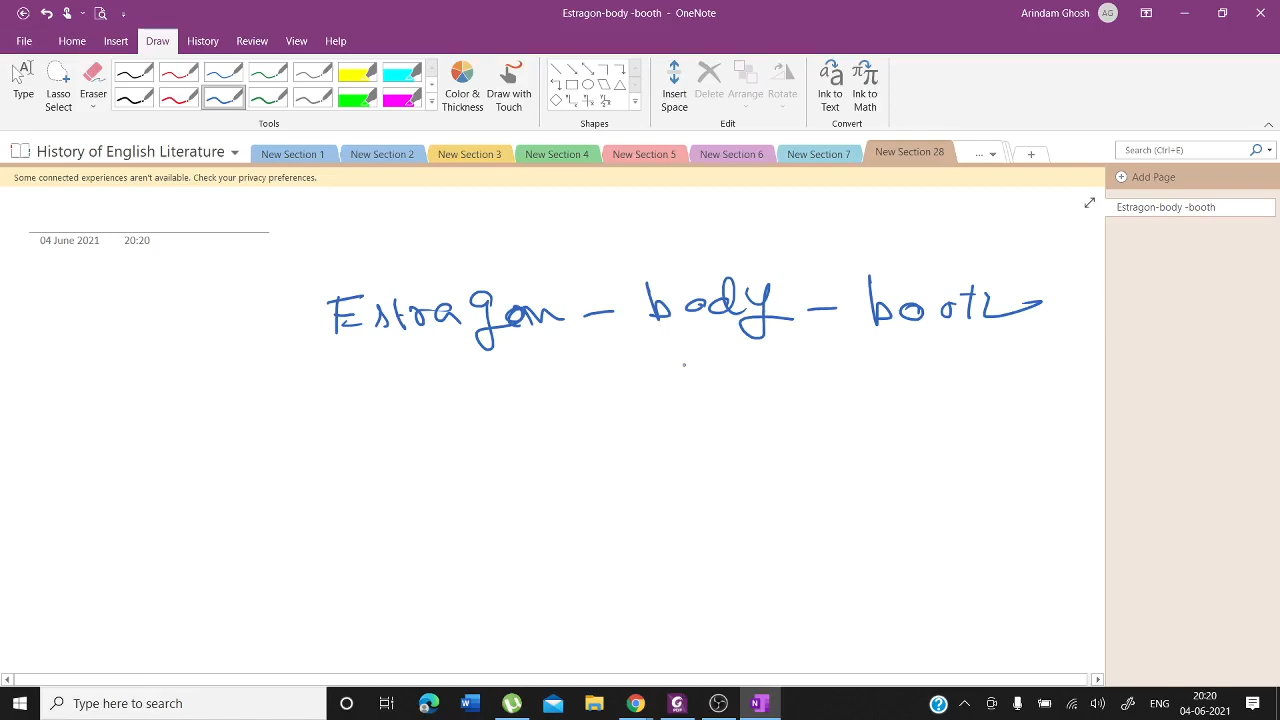 Estragon-body -booth - OneNote
Arindam Ghosh AG
File Home Insert Draw History Review View Help
Type
Lasso Select
Eraser
Color & Thickness
Draw with Touch
Insert Space
Delete
Arrange
Rotate
Ink to Text
Ink to Math
Tools
Shapes
Edit
Convert
History of English Literature
New Section 1
New Section 2
New Section 3
New Section 4
New Section 5
New Section 6
New Section 7
New Section 28
...
Search (Ctrl+E)
Some connected experiences aren't available. Check your privacy preferences.
Add Page
Estragon-body -booth
04 June 2021 20:20
Estragon - body - boots
Type here to search
ENG
20:20
04-06-2021